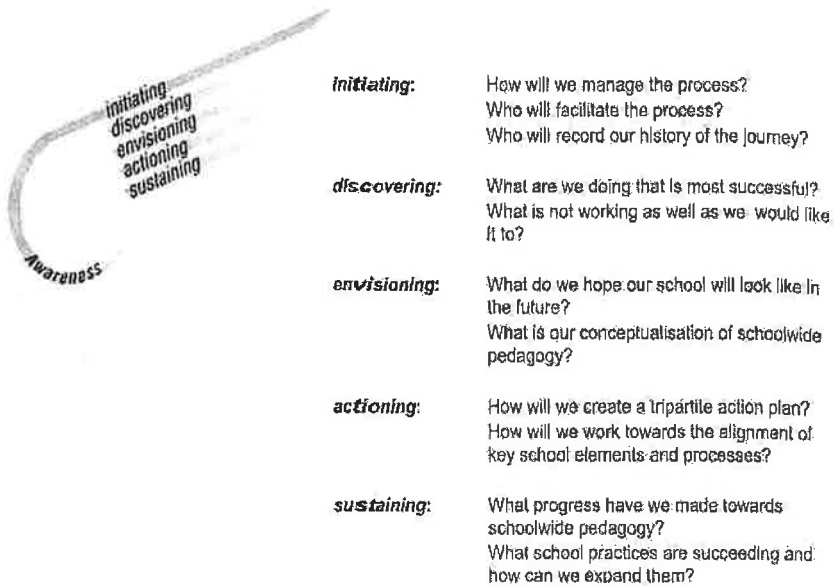 initiating
discovering
envisioning
actioning
sustaining
Awareness
initiating: How will we manage the process?
Who will facilitate the process?
Who will record our history of the journey?
discovering: What are we doing that is most successful?
What is not working as well as we would like
it to?
envisioning: What do we hope our school will look like in
the future?
What is our conceptualisation of schoolwide
pedagogy?
actioning: How will we create a tripartite action plan?
How will we work towards the alignment of
key school elements and processes?
sustaining: What progress have we made towards
schoolwide pedagogy?
What school practices are succeeding and
how can we expand them?